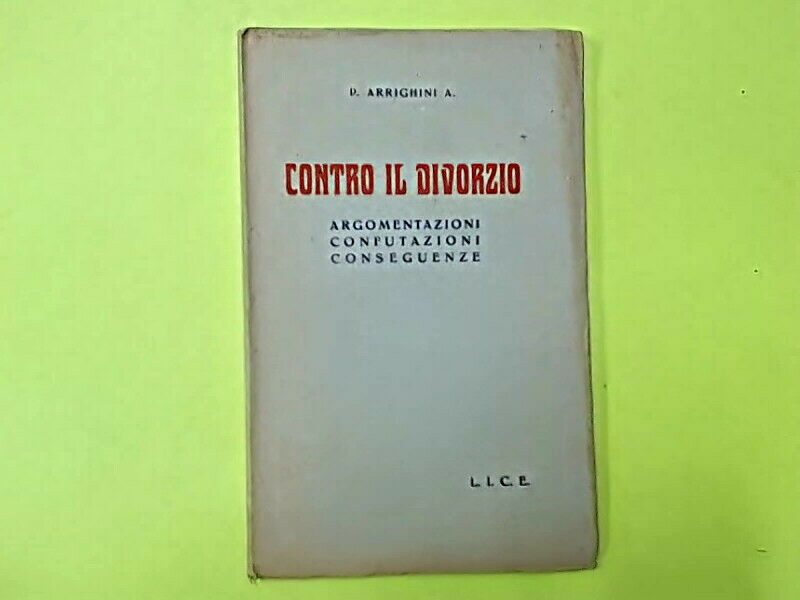 P. ARRIGHINI A.
CONTRO IL DIVORZIO
ARGOMENTAZIONI
CONFUTAZIONI
CONSEGUENZE
L. I. C. E.